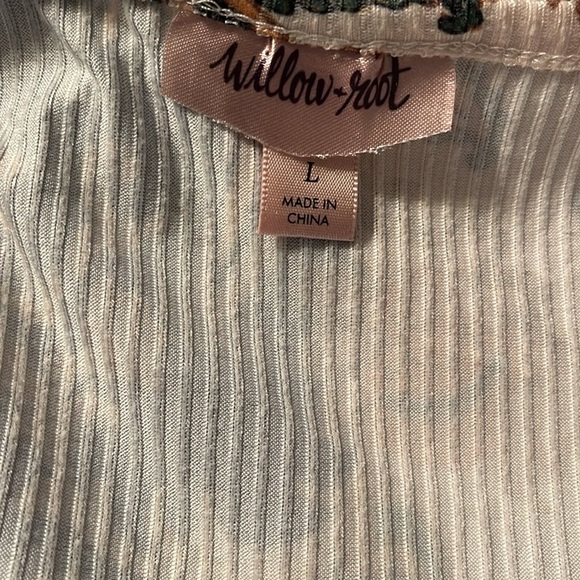 willow + root
L
MADE IN
CHINA